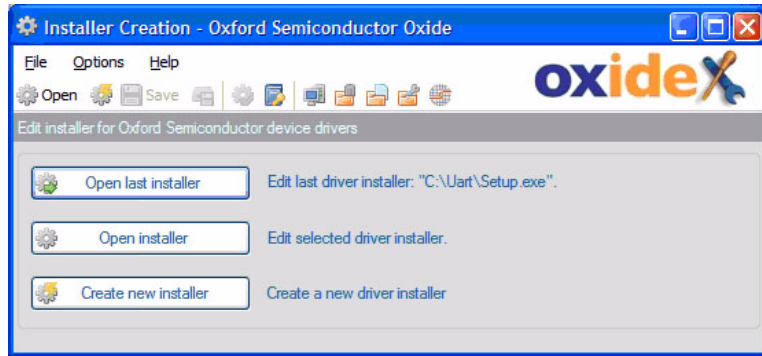 Installer Creation - Oxford Semiconductor Oxide
File Options Help
Open Save
oxide
Edit installer for Oxford Semiconductor device drivers
Open last installer Edit last driver installer: "C:\Uart\Setup.exe".
Open installer Edit selected driver installer.
Create new installer Create a new driver installer